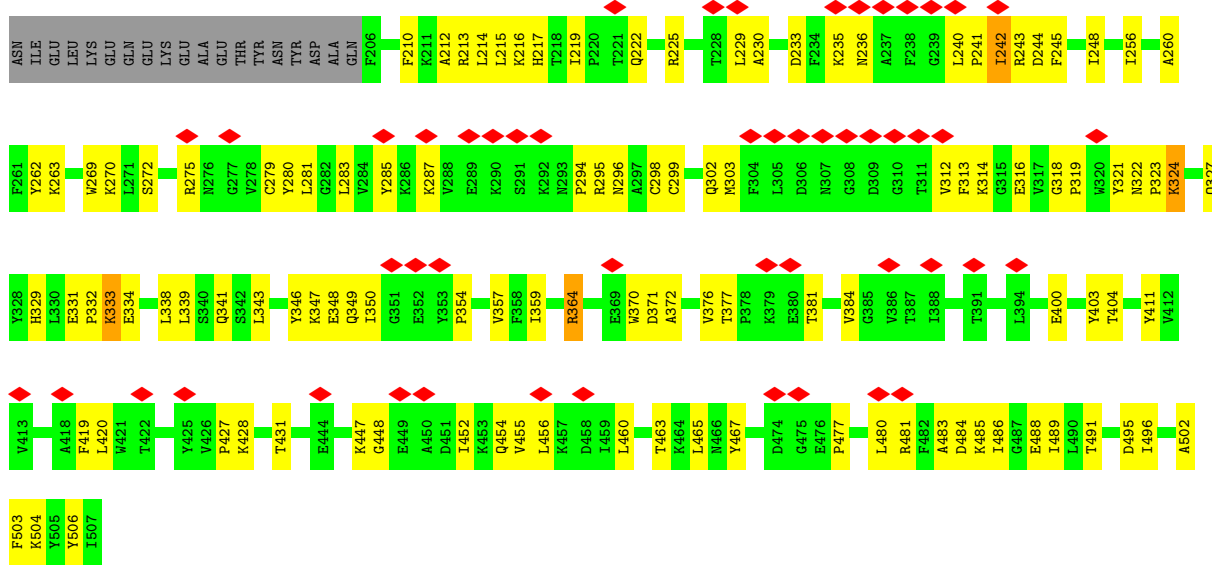 ASN ILE GLU LEU LYS GLU GLN GLU LYS GLU ALA GLU THR TYR ASN TYR ASP ALA GLN F206 F210 K211 A212 R213 L214 L215 K216 H217 T218 I219 P220 T221 Q222 R225 T228 L229 A230 D233 F234 K235 N236 A237 F238 G239 L240 P241 I242 R243 D244 F245 I248 I256 A260
F261 Y262 K263 W269 K270 L271 S272 R275 N276 G277 V278 C279 Y280 L281 G282 L283 V284 Y285 K286 K287 V288 E289 K290 S291 K292 N293 P294 R295 N296 A297 C298 C299 Q302 M303 F304 L305 D306 N307 G308 D309 G310 T311 V312 F313 K314 G315 E316 V317 G318 P319 W320 Y321 N322 P323 K324 Q327
Y328 H329 L330 E331 P332 K333 E334 L338 L339 S340 Q341 S342 L343 Y346 K347 E348 Q349 I350 G351 E352 Y353 P354 V357 F358 I359 R364 E369 W370 D371 A372 V376 T377 P378 K379 E380 T381 V384 G385 V386 T387 I388 T391 L394 E400 Y403 T404 Y411 V412
V413 A418 F419 L420 W421 T422 Y425 V426 P427 K428 T431 E444 K447 G448 E449 A450 D451 I452 K453 Q454 V455 L456 K457 D458 I459 L460 T463 K464 L465 N466 Y467 D474 G475 E476 P477 L480 R481 F482 A483 D484 K485 I486 G487 E488 I489 L490 T491 D495 I496 A502
F503 K504 Y505 Y506 I507